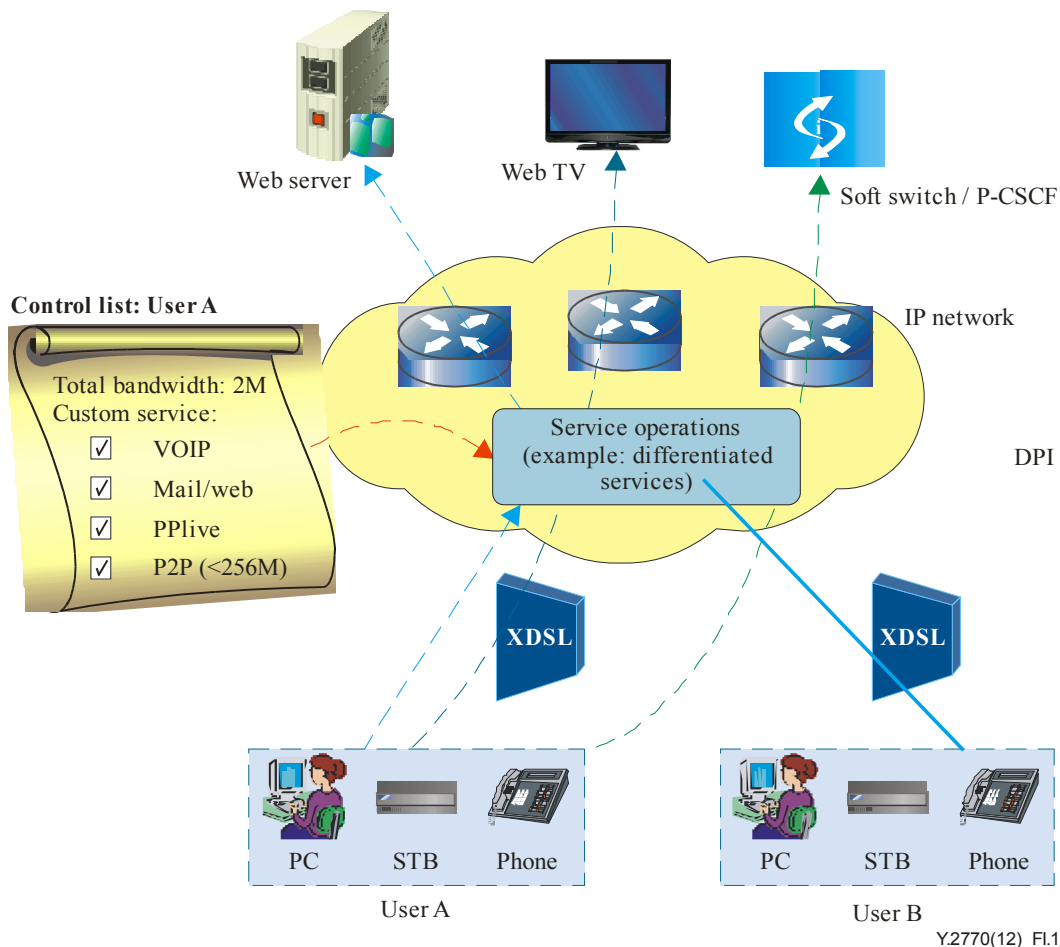 Web server
Web TV
Soft switch / P-CSCF
Control list: User A
IP network
Total bandwidth: 2M
Custom service:
VOIP
Mail/web
PPlive
P2P (<256M)
Service operations
(example: differentiated
services)
DPI
XDSL
XDSL
PC
STB
Phone
PC
STB
Phone
User A
User B
Y.2770(12)_FI.1